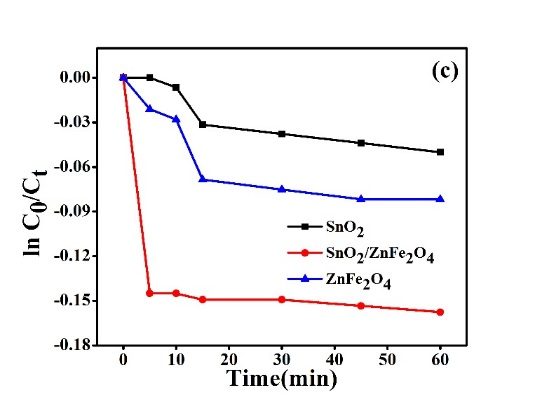 (c)
0.00
-0.03
-0.06
-0.09
-0.12
-0.15
-0.18
ln C₀/Cₜ
SnO₂
SnO₂/ZnFe₂O₄
ZnFe₂O₄
0 10 20 30 40 50 60
Time(min)